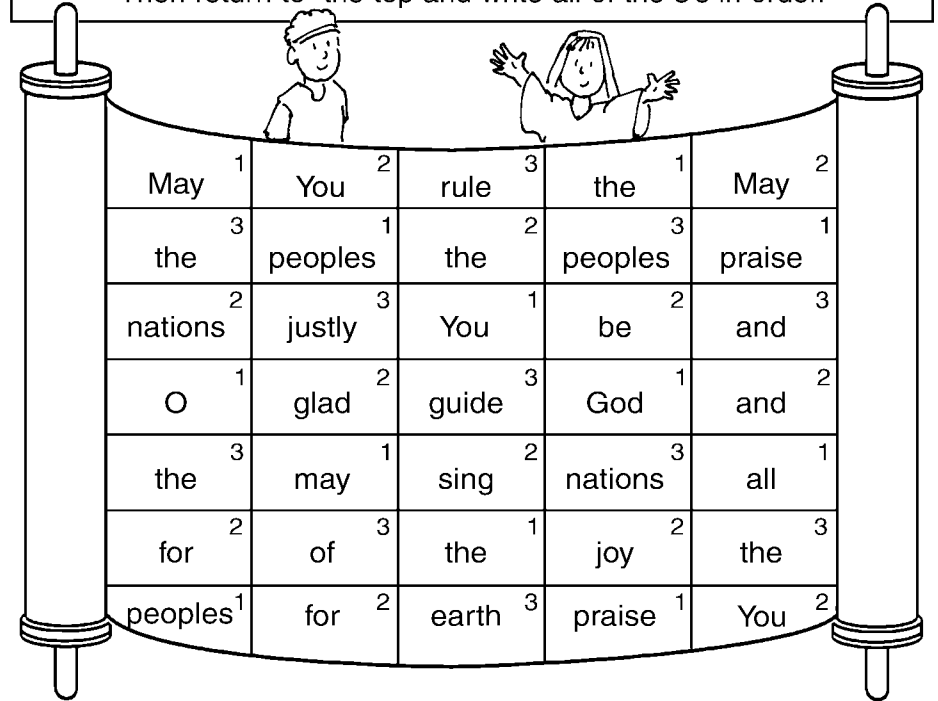 Then return to the top and write all of the 3's in order.
May 1 You 2 rule 3 the 1 May 2
the 3 peoples 1 the 2 peoples 3 praise 1
nations 2 justly 3 You 1 be 2 and 3
O 1 glad 2 guide 3 God 1 and 2
the 3 may 1 sing 2 nations 3 all 1
for 2 of 3 the 1 joy 2 the 3
peoples 1 for 2 earth 3 praise 1 You 2